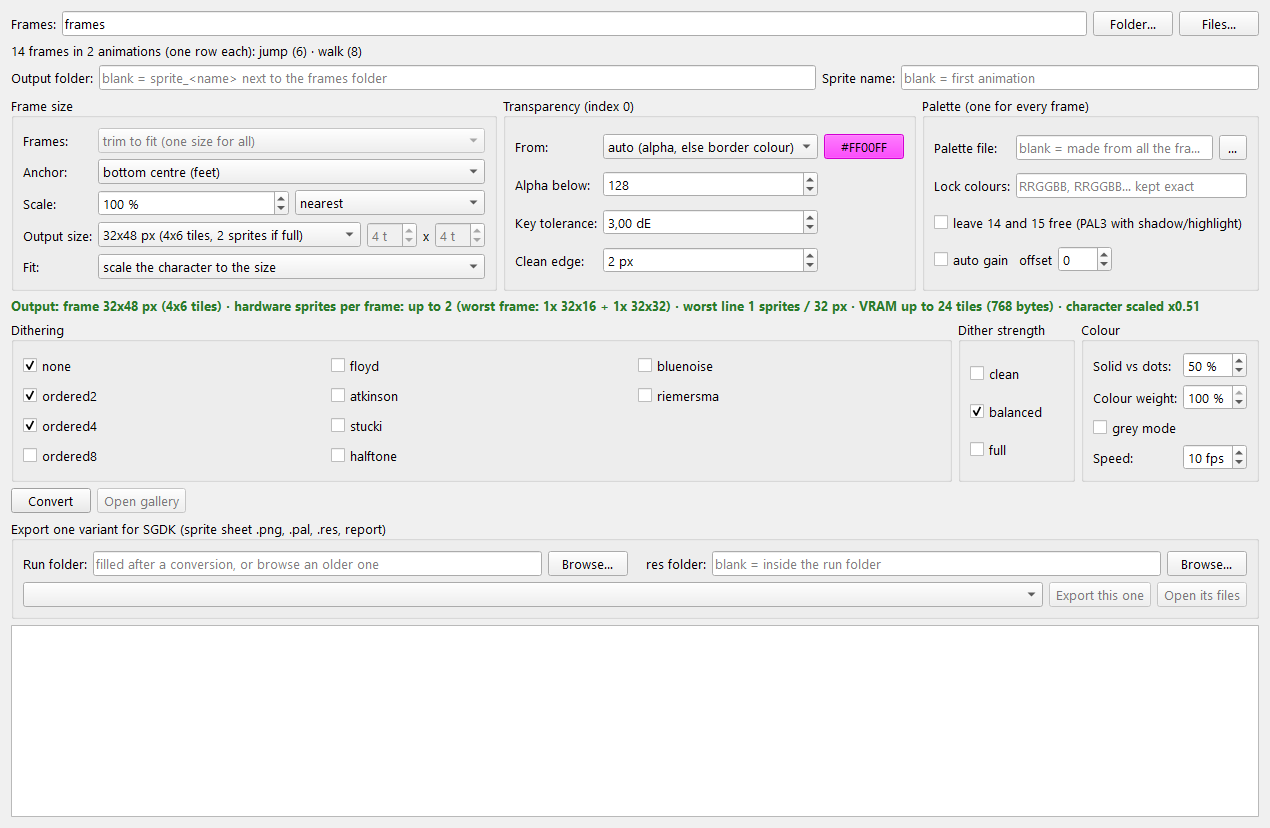 Frames: frames Folder... Files...
14 frames in 2 animations (one row each): jump (6) · walk (8)
Output folder: blank = sprite_<name> next to the frames folder Sprite name: blank = first animation
Frame size
Frames: trim to fit (one size for all)
Anchor: bottom centre (feet)
Scale: 100 % nearest
Output size: 32x48 px (4x6 tiles, 2 sprites if full) 4 t x 4 t
Fit: scale the character to the size
Transparency (index 0)
From: auto (alpha, else border colour) #FF00FF
Alpha below: 128
Key tolerance: 3,00 dE
Clean edge: 2 px
Palette (one for every frame)
Palette file: blank = made from all the fra... ...
Lock colours: RRGGBB, RRGGBB... kept exact
leave 14 and 15 free (PAL3 with shadow/highlight)
auto gain offset 0
Output: frame 32x48 px (4x6 tiles) · hardware sprites per frame: up to 2 (worst frame: 1x 32x16 + 1x 32x32) · worst line 1 sprites / 32 px · VRAM up to 24 tiles (768 bytes) · character scaled x0.51
Dithering
none floyd bluenoise
ordered2 atkinson riemersma
ordered4 stucki
ordered8 halftone
Dither strength
clean
balanced
full
Colour
Solid vs dots: 50 %
Colour weight: 100 %
grey mode
Speed: 10 fps
Convert Open gallery
Export one variant for SGDK (sprite sheet .png, .pal, .res, report)
Run folder: filled after a conversion, or browse an older one Browse... res folder: blank = inside the run folder Browse...
Export this one Open its files